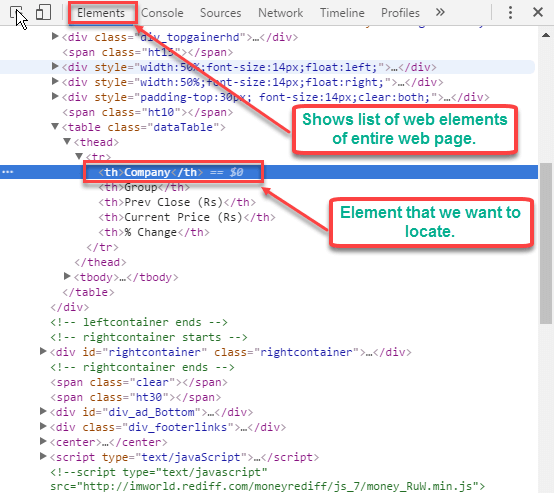 Elements Console Sources Network Timeline Profiles »
<div class="div_topgainerhd">…</div>
<span class="ht15"></span>
<div style="width:50%;font-size:14px;float:left;">…</div>
<div style="width:50%;font-size:14px;float:right;">…</div>
<div style="padding-top:30px; font-size:14px;clear:both;">…</div>
<span class="ht10"></span>
<table class="dataTable">
Shows list of web elements
of entire web page.
<thead>
<tr>
… <th>Company</th> == $0
<th>Group</th>
<th>Prev Close (Rs)</th>
<th>Current Price (Rs)</th>
<th>% Change</th>
Element that we want to
locate.
</tr>
</thead>
<tbody>…</tbody>
</table>
</div>
<!-- leftcontainer ends -->
<!-- rightcontainer starts -->
<div id="rightcontainer" class="rightcontainer">…</div>
<!-- rightcontainer ends -->
<span class="clear"></span>
<span class="ht30"></span>
<div id="div_ad_Bottom">…</div>
<div class="div_footerlinks">…</div>
<center>…</center>
<script type="text/javaScript">…</script>
<!--script type="text/javascript"
src="http://imworld.rediff.com/moneyrediff/js_7/money_RuW.min.js">